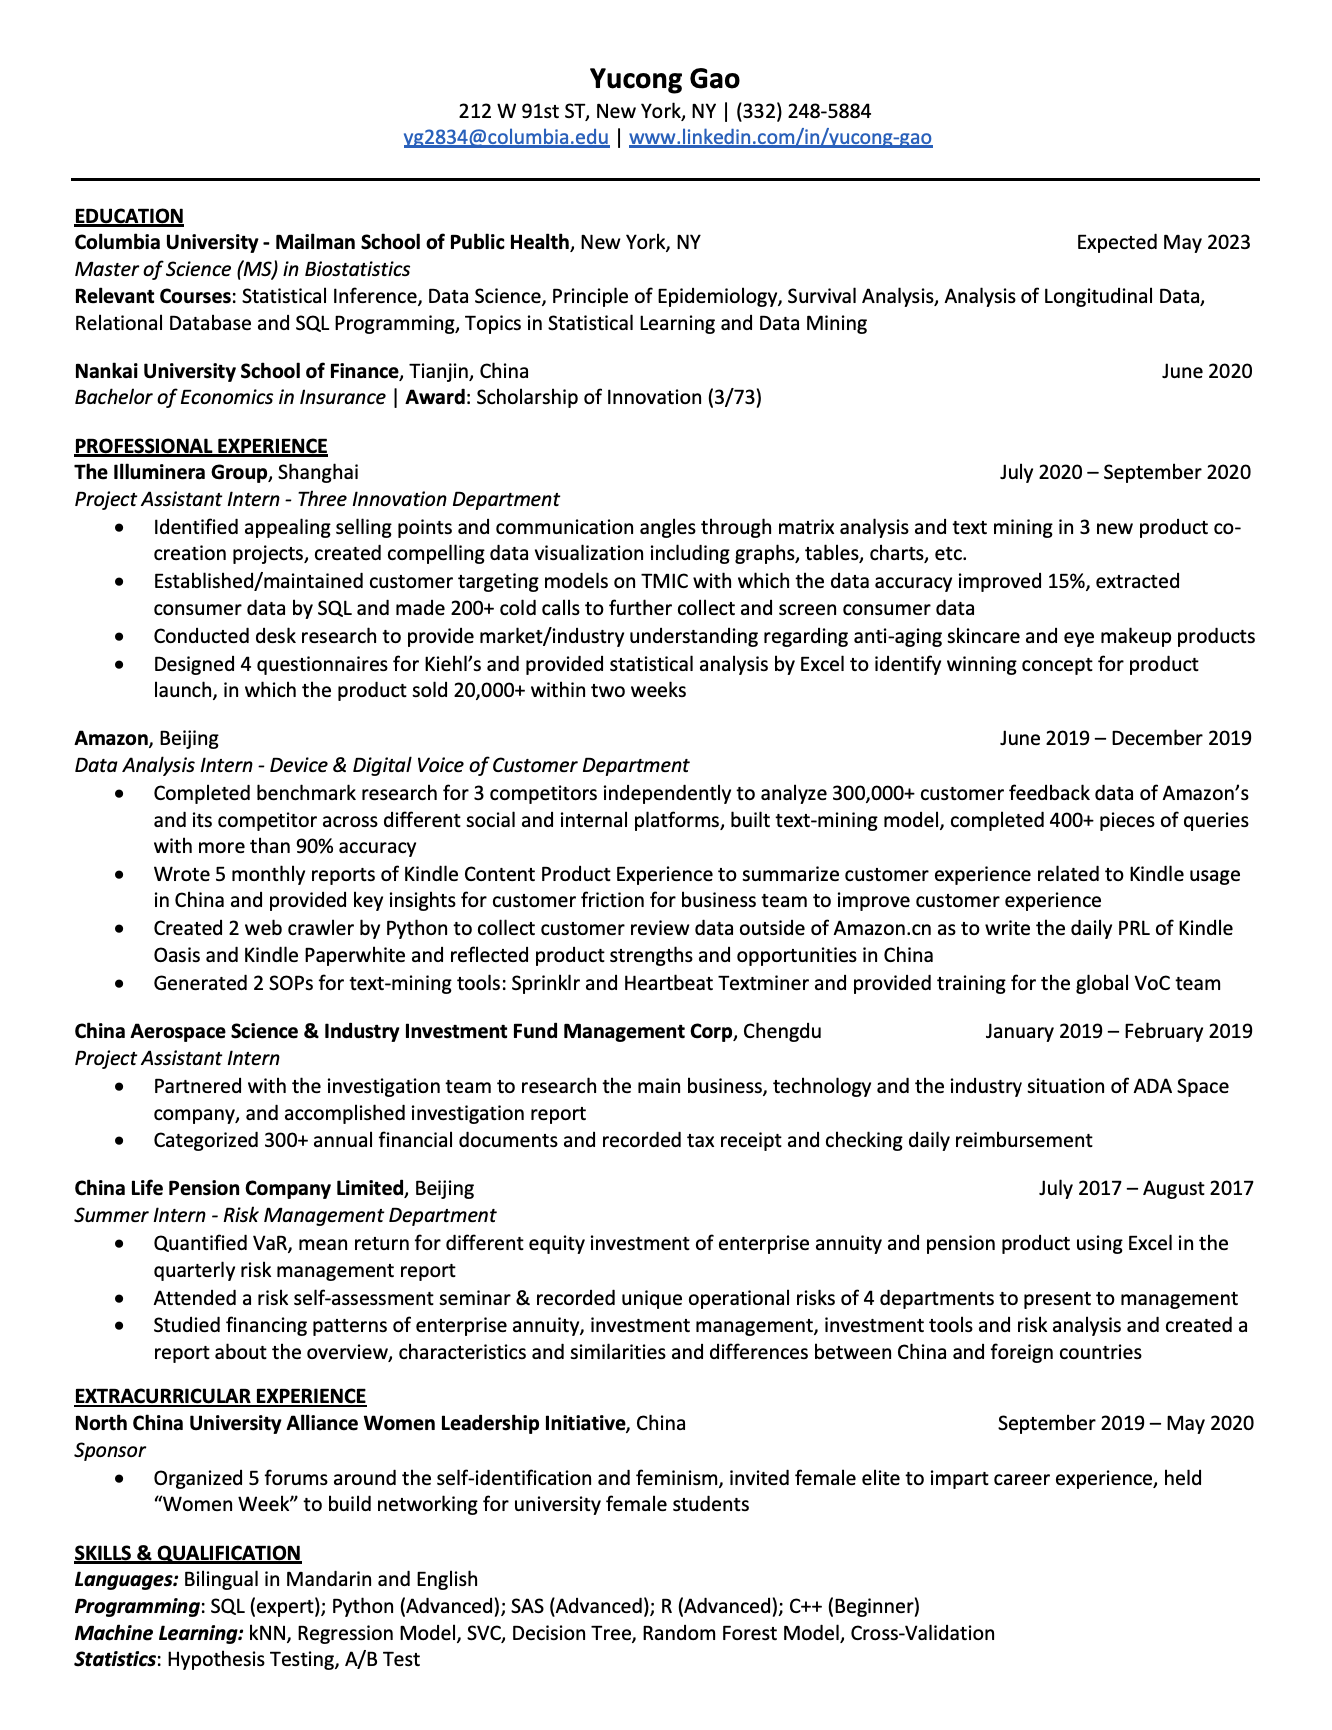 Yucong Gao
212 W 91st ST, New York, NY | (332) 248-5884
yg2834@columbia.edu | www.linkedin.com/in/yucong-gao
EDUCATION
Columbia University - Mailman School of Public Health, New York, NY Expected May 2023
Master of Science (MS) in Biostatistics
Relevant Courses: Statistical Inference, Data Science, Principle of Epidemiology, Survival Analysis, Analysis of Longitudinal Data,
Relational Database and SQL Programming, Topics in Statistical Learning and Data Mining
Nankai University School of Finance, Tianjin, China June 2020
Bachelor of Economics in Insurance | Award: Scholarship of Innovation (3/73)
PROFESSIONAL EXPERIENCE
The Illuminera Group, Shanghai July 2020 – September 2020
Project Assistant Intern - Three Innovation Department
• Identified appealing selling points and communication angles through matrix analysis and text mining in 3 new product co-
creation projects, created compelling data visualization including graphs, tables, charts, etc.
• Established/maintained customer targeting models on TMIC with which the data accuracy improved 15%, extracted
consumer data by SQL and made 200+ cold calls to further collect and screen consumer data
• Conducted desk research to provide market/industry understanding regarding anti-aging skincare and eye makeup products
• Designed 4 questionnaires for Kiehl’s and provided statistical analysis by Excel to identify winning concept for product
launch, in which the product sold 20,000+ within two weeks
Amazon, Beijing June 2019 – December 2019
Data Analysis Intern - Device & Digital Voice of Customer Department
• Completed benchmark research for 3 competitors independently to analyze 300,000+ customer feedback data of Amazon’s
and its competitor across different social and internal platforms, built text-mining model, completed 400+ pieces of queries
with more than 90% accuracy
• Wrote 5 monthly reports of Kindle Content Product Experience to summarize customer experience related to Kindle usage
in China and provided key insights for customer friction for business team to improve customer experience
• Created 2 web crawler by Python to collect customer review data outside of Amazon.cn as to write the daily PRL of Kindle
Oasis and Kindle Paperwhite and reflected product strengths and opportunities in China
• Generated 2 SOPs for text-mining tools: Sprinklr and Heartbeat Textminer and provided training for the global VoC team
China Aerospace Science & Industry Investment Fund Management Corp, Chengdu January 2019 – February 2019
Project Assistant Intern
• Partnered with the investigation team to research the main business, technology and the industry situation of ADA Space
company, and accomplished investigation report
• Categorized 300+ annual financial documents and recorded tax receipt and checking daily reimbursement
China Life Pension Company Limited, Beijing July 2017 – August 2017
Summer Intern - Risk Management Department
• Quantified VaR, mean return for different equity investment of enterprise annuity and pension product using Excel in the
quarterly risk management report
• Attended a risk self-assessment seminar & recorded unique operational risks of 4 departments to present to management
• Studied financing patterns of enterprise annuity, investment management, investment tools and risk analysis and created a
report about the overview, characteristics and similarities and differences between China and foreign countries
EXTRACURRICULAR EXPERIENCE
North China University Alliance Women Leadership Initiative, China September 2019 – May 2020
Sponsor
• Organized 5 forums around the self-identification and feminism, invited female elite to impart career experience, held
“Women Week” to build networking for university female students
SKILLS & QUALIFICATION
Languages: Bilingual in Mandarin and English
Programming: SQL (expert); Python (Advanced); SAS (Advanced); R (Advanced); C++ (Beginner)
Machine Learning: kNN, Regression Model, SVC, Decision Tree, Random Forest Model, Cross-Validation
Statistics: Hypothesis Testing, A/B Test